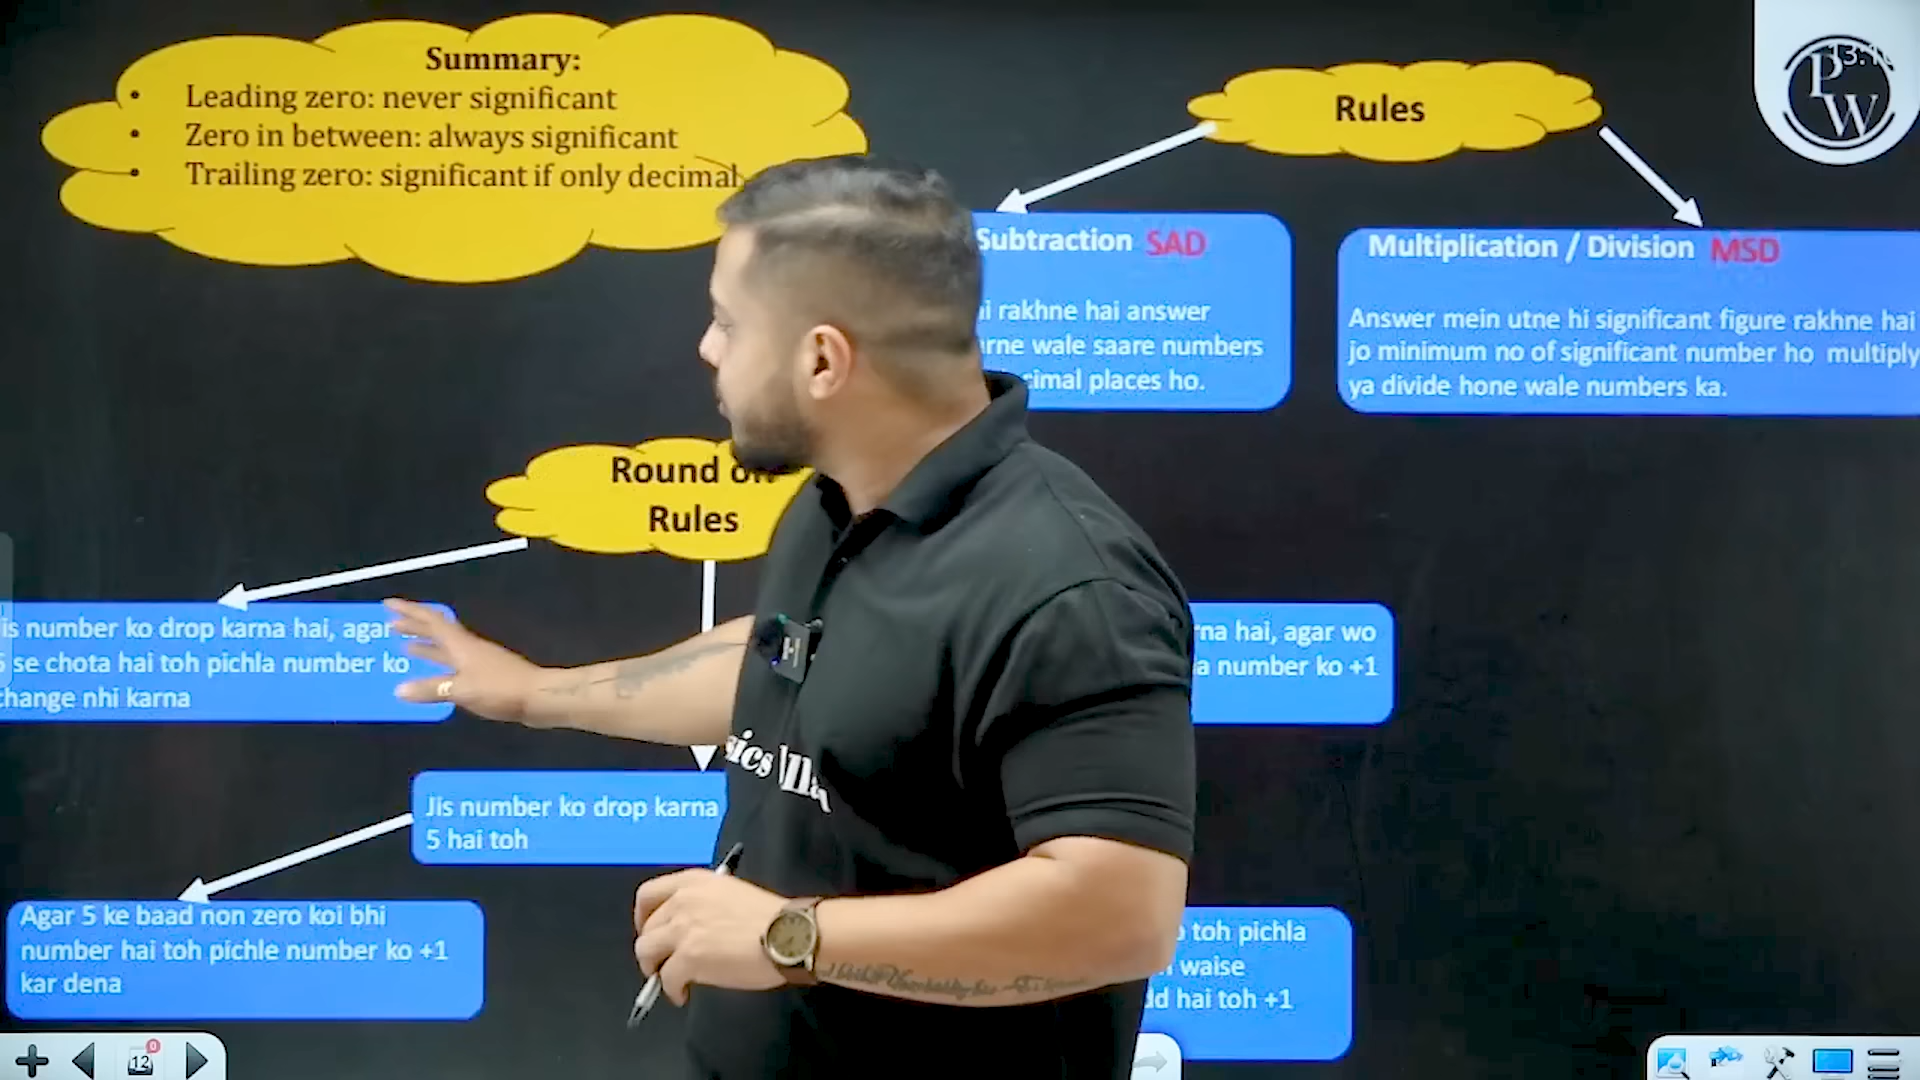 Summary:
• Leading zero: never significant
• Zero in between: always significant
• Trailing zero: significant if only decimal
Rules
PW
Subtraction SAD
rakhne hai answer
wale saare numbers
places ho.
Multiplication / Division MSD
Answer mein utne hi significant figure rakhne hai
jo minimum no of significant number ho multiply
ya divide hone wale numbers ka.
Round
Rules
number ko drop karna hai, agar
se chota hai toh pichla number ko
change nhi karna
hai, agar wo
number ko +1
Jis number ko drop karna
5 hai toh
Agar 5 ke baad non zero koi bhi
number hai toh pichle number ko +1
kar dena
toh pichla
waise
hai toh +1
12
0